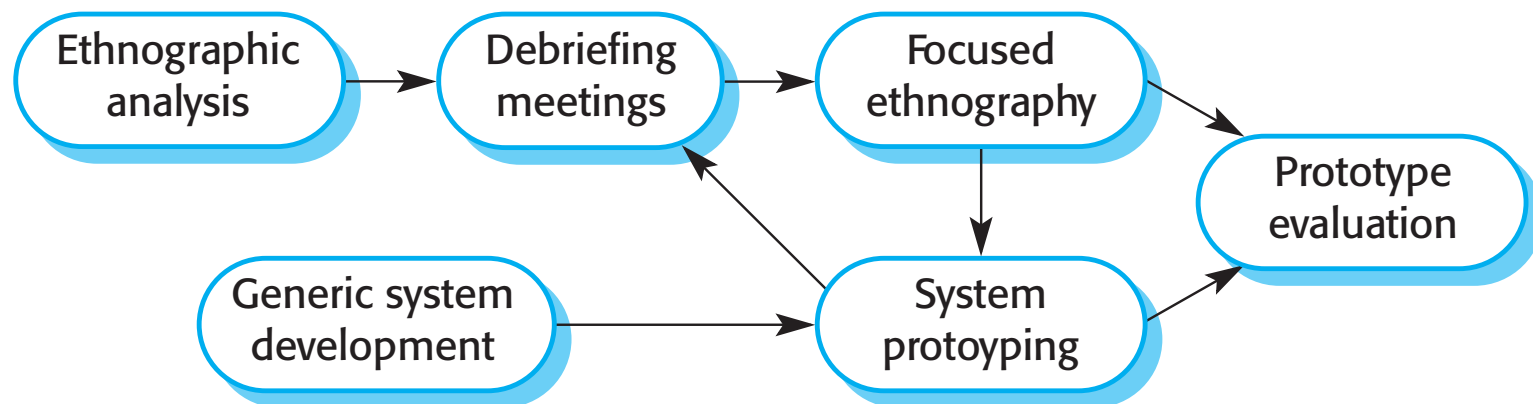 Ethnographic
analysis
Debriefing
meetings
Focused
ethnography
Prototype
evaluation
Generic system
development
System
protoyping